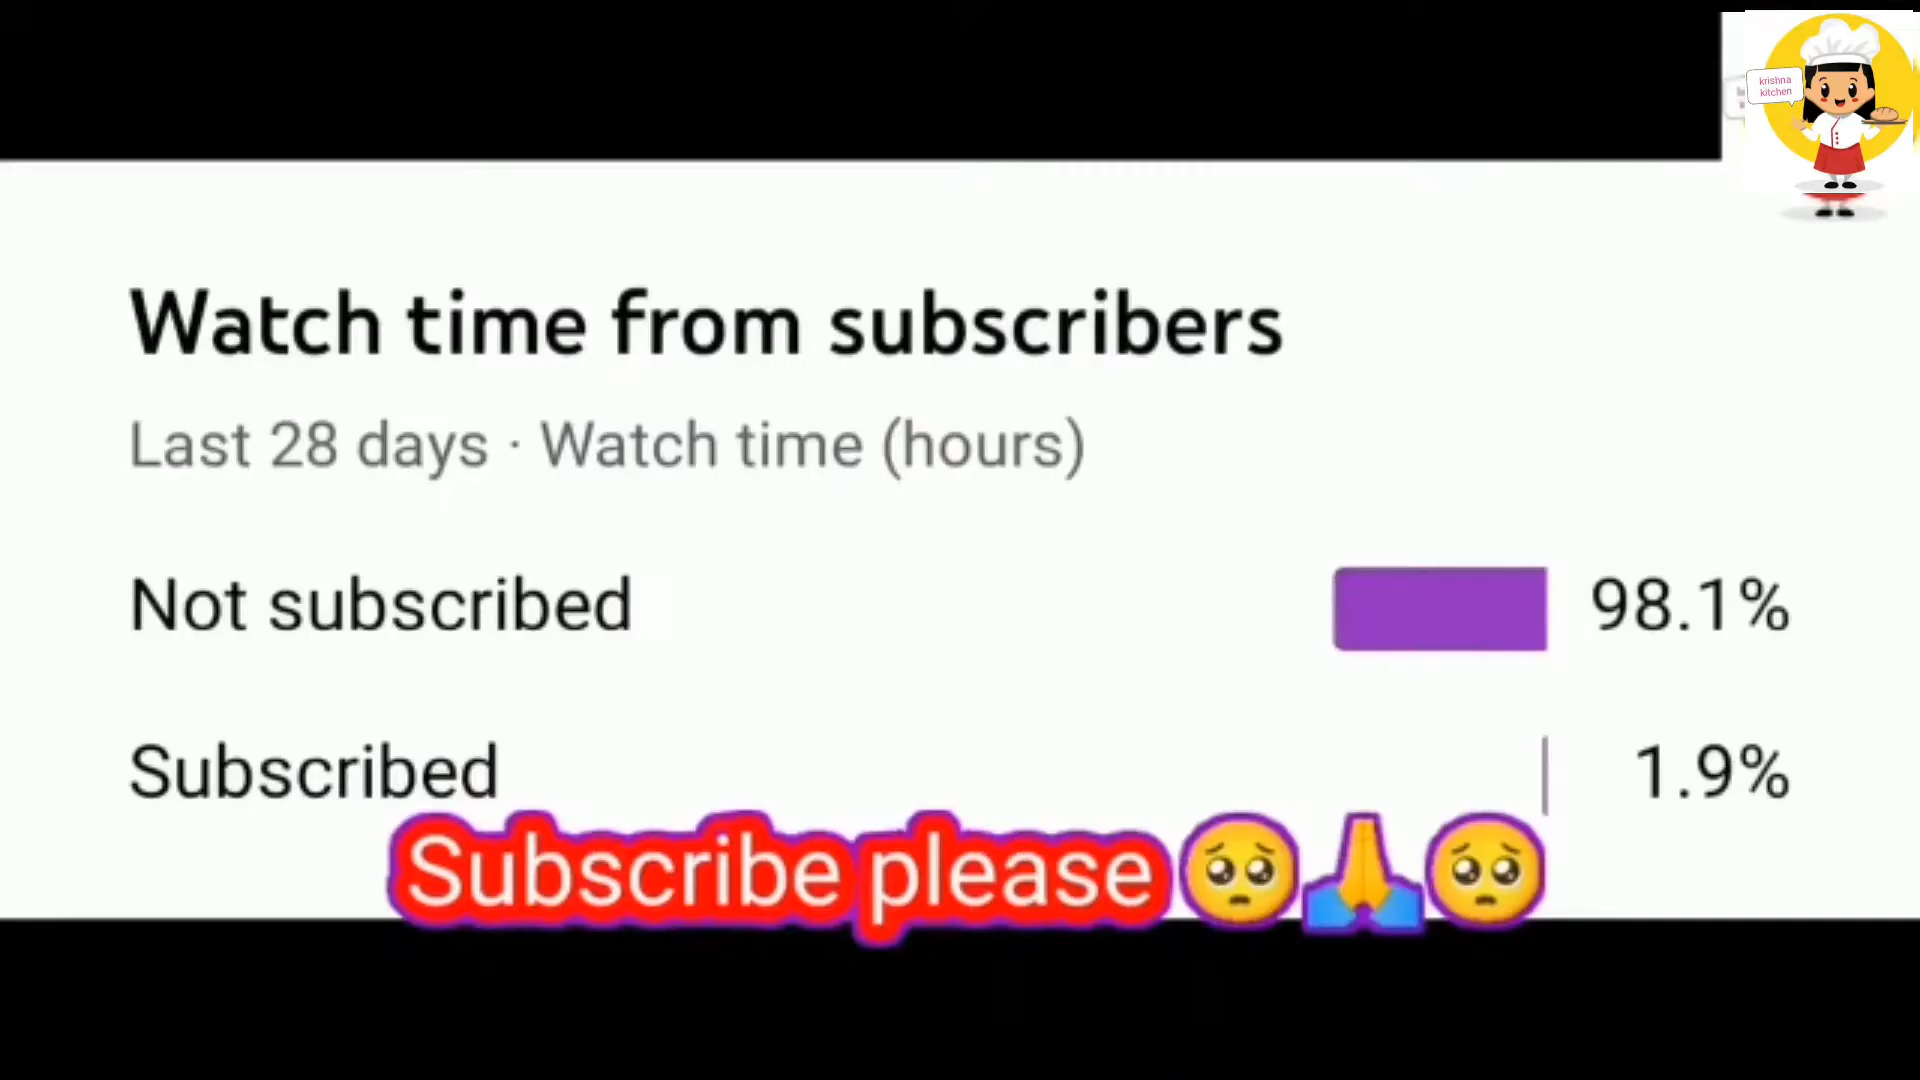 krishna
kitchen
Watch time from subscribers
Last 28 days · Watch time (hours)
Not subscribed 98.1%
Subscribed 1.9%
Subscribe please🥺🙏🥺